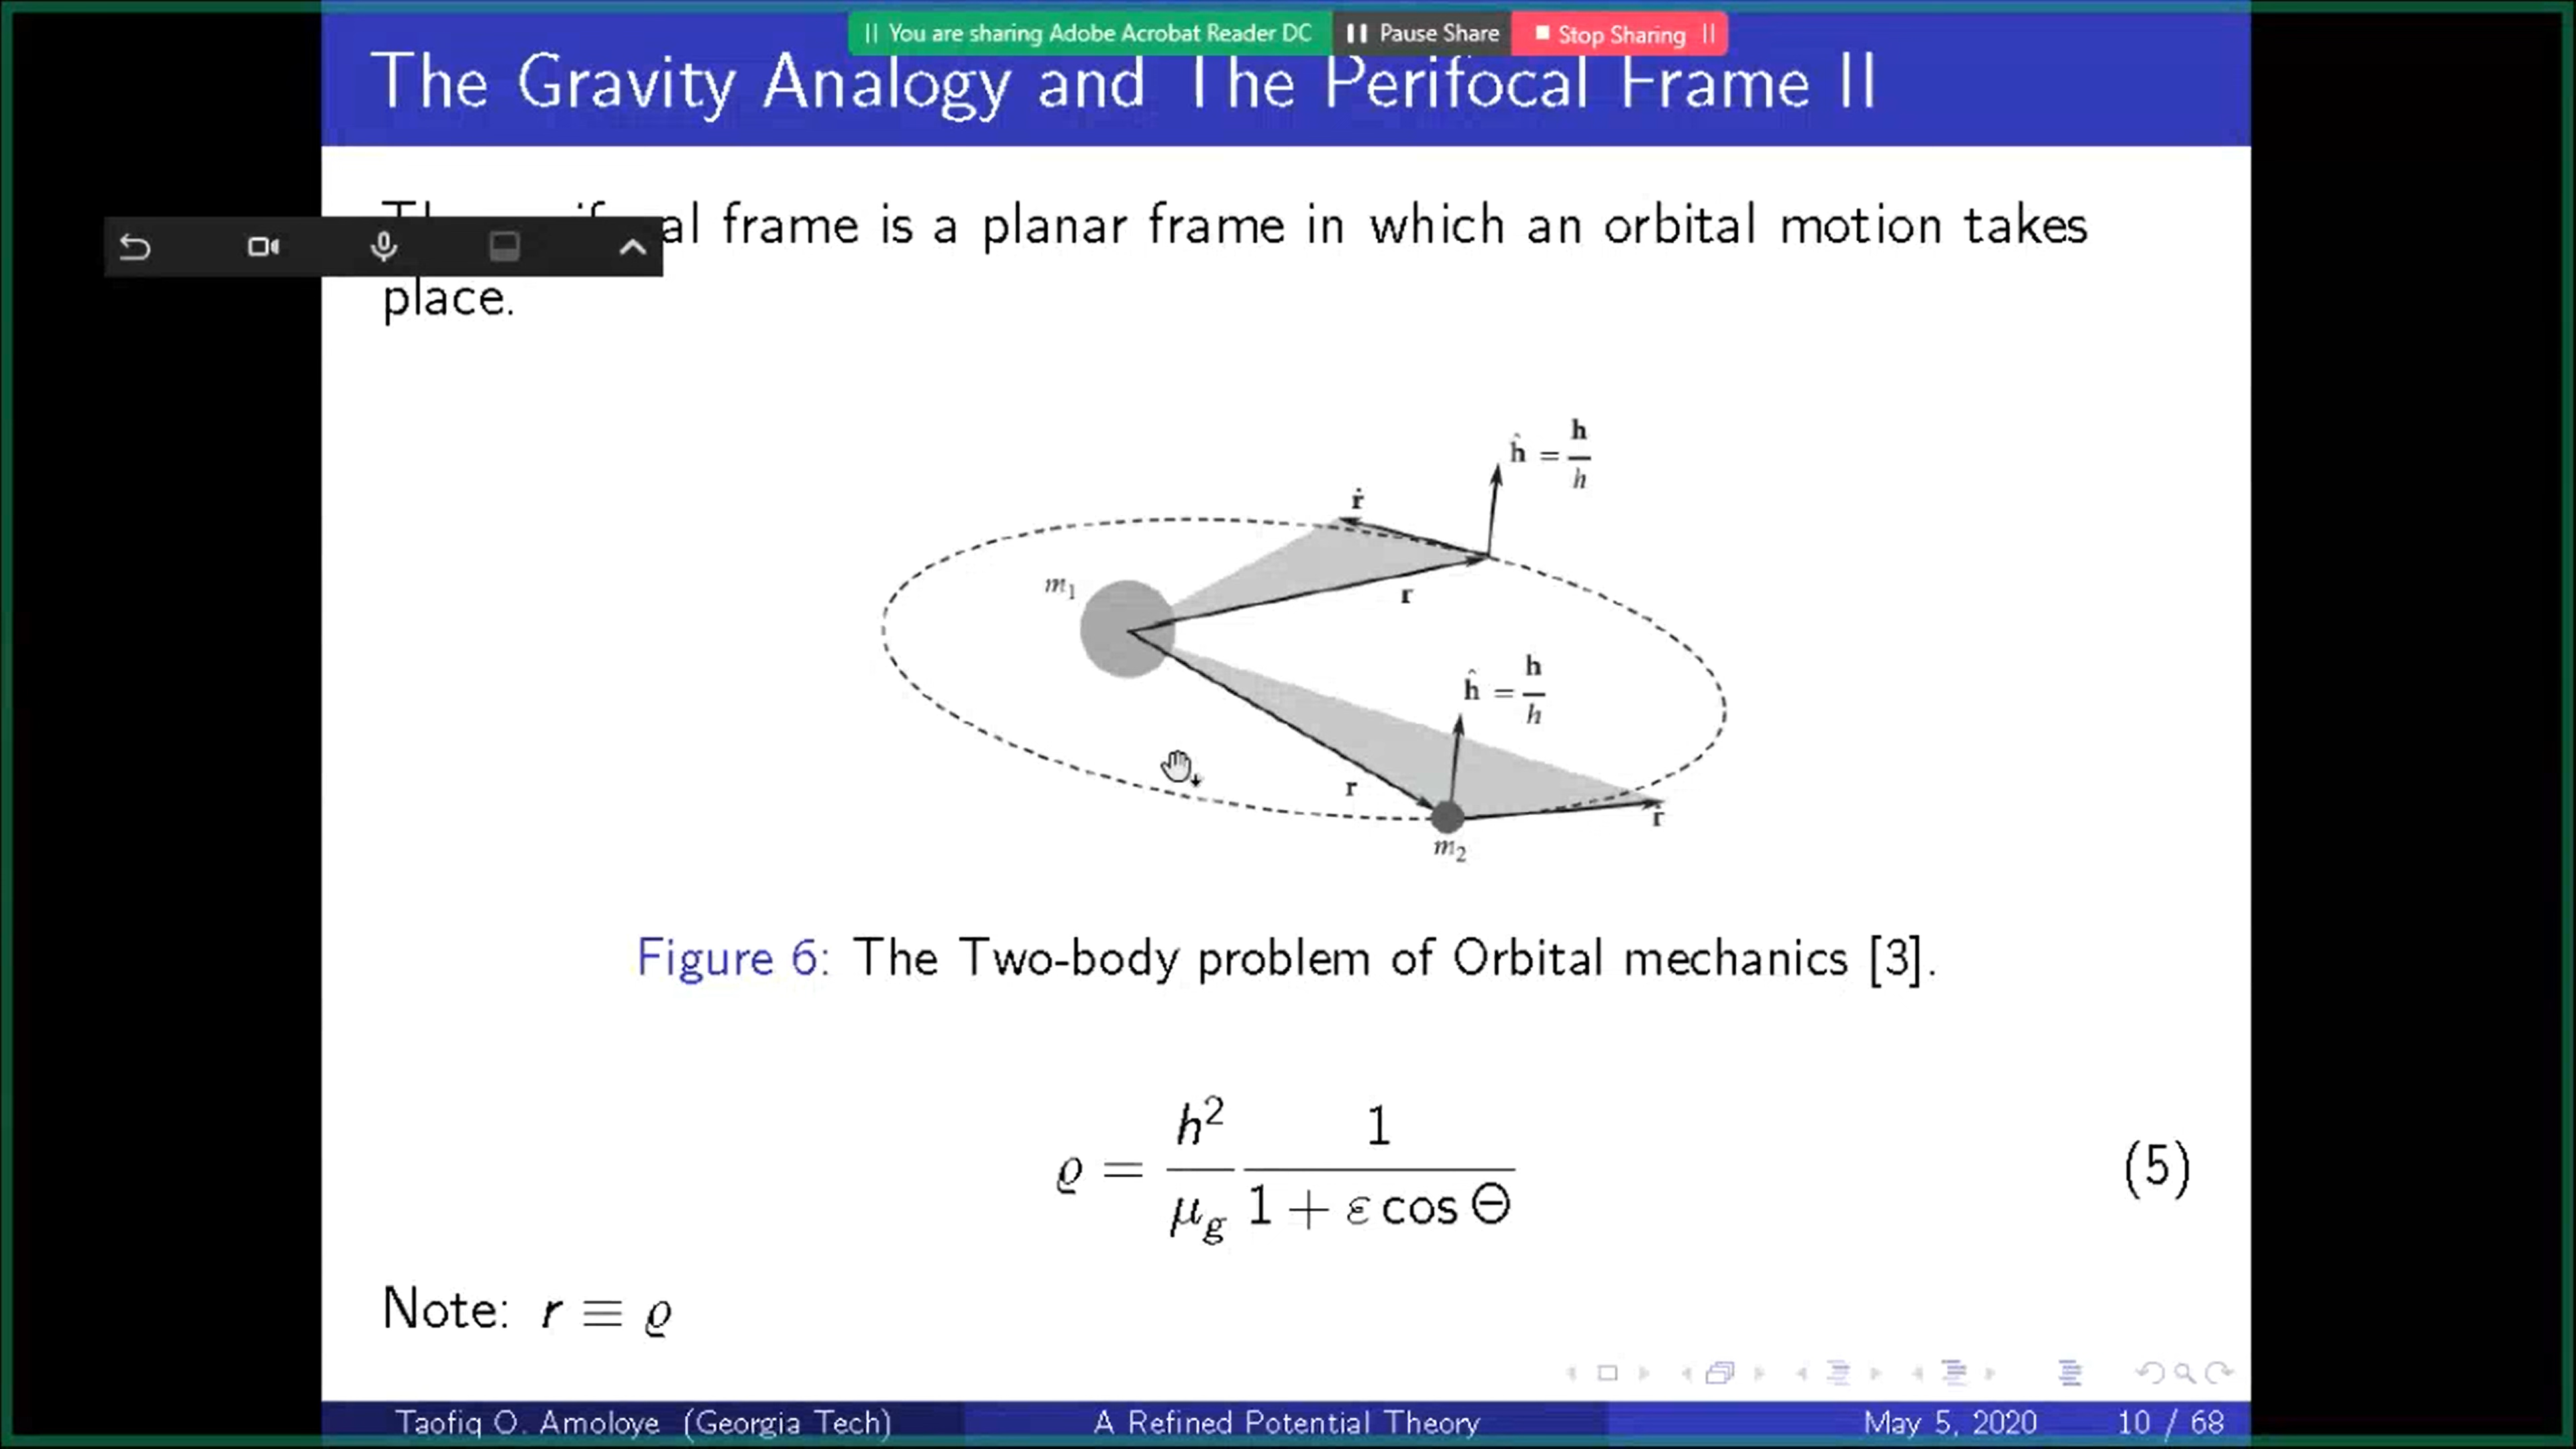 You are sharing Adobe Acrobat Reader DC
Pause Share
Stop Sharing
The Gravity Analogy and The Perifocal Frame II
frame is a planar frame in which an orbital motion takes
place.
ĥ = h/h
ṙ
m₁
r
ĥ = h/h
r
ṙ
m₂
Figure 6: The Two-body problem of Orbital mechanics [3].
ϱ = h²/μ_g 1/(1 + ε cos Θ) (5)
Note: r ≡ ϱ
Taofiq O. Amoloye (Georgia Tech) A Refined Potential Theory May 5, 2020 10 / 68